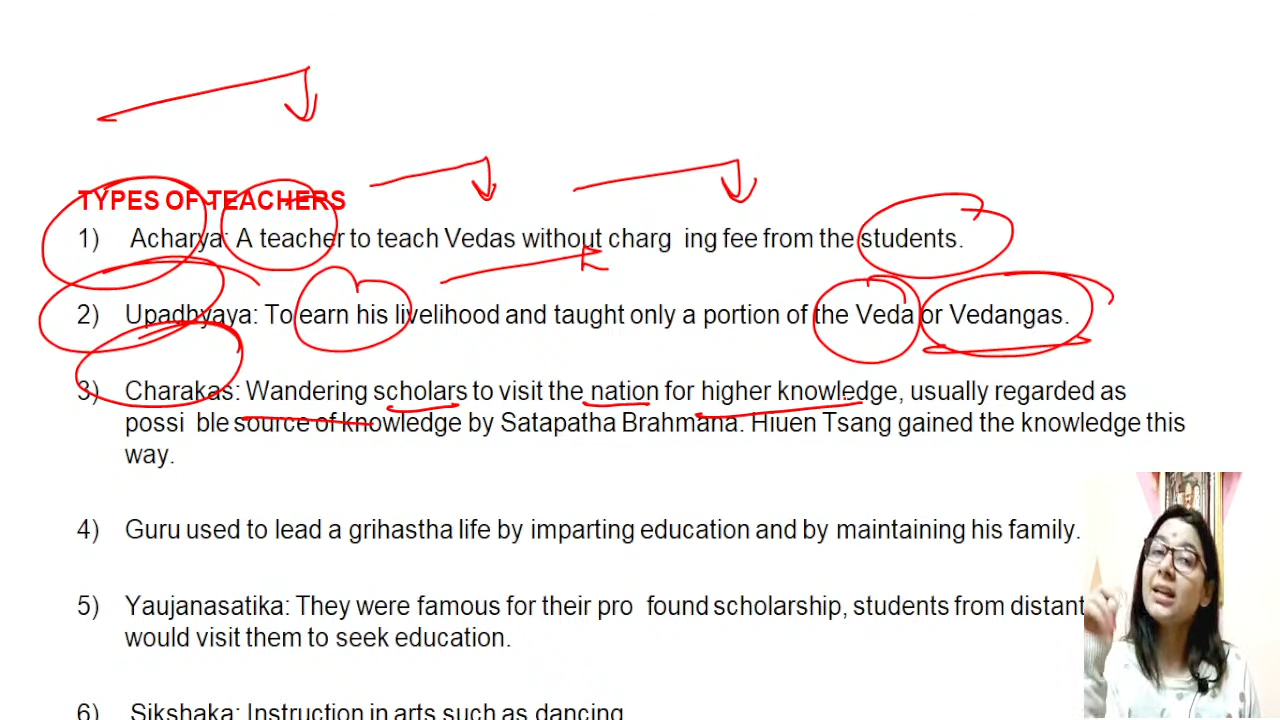 TYPES OF TEACHERS
1) Acharya: A teacher to teach Vedas without charg ing fee from the students.
2) Upadhyaya: To earn his livelihood and taught only a portion of the Veda or Vedangas.
3) Charakas: Wandering scholars to visit the nation for higher knowledge, usually regarded as
possi ble source of knowledge by Satapatha Brahmana. Hiuen Tsang gained the knowledge this
way.
4) Guru used to lead a grihastha life by imparting education and by maintaining his family.
5) Yaujanasatika: They were famous for their pro found scholarship, students from distant
would visit them to seek education.
6) Sikshaka: Instruction in arts such as dancing.